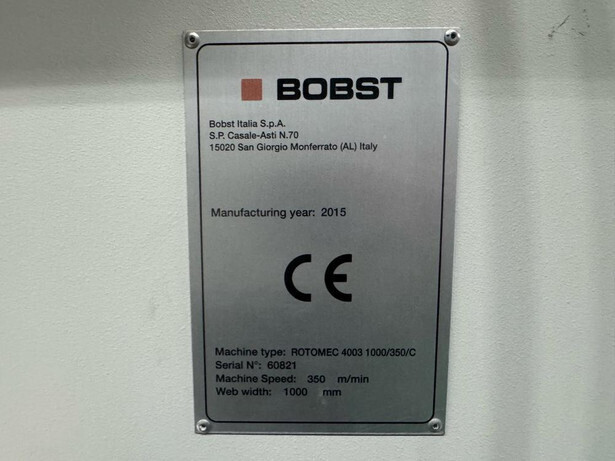 BOBST
Bobst Italia S.p.A.
S.P. Casale-Asti N.70
15020 San Giorgio Monferrato (AL) Italy
Manufacturing year: 2015
CE
Machine type: ROTOMEC 4003 1000/350/C
Serial N°: 60821
Machine Speed: 350 m/min
Web width: 1000 mm